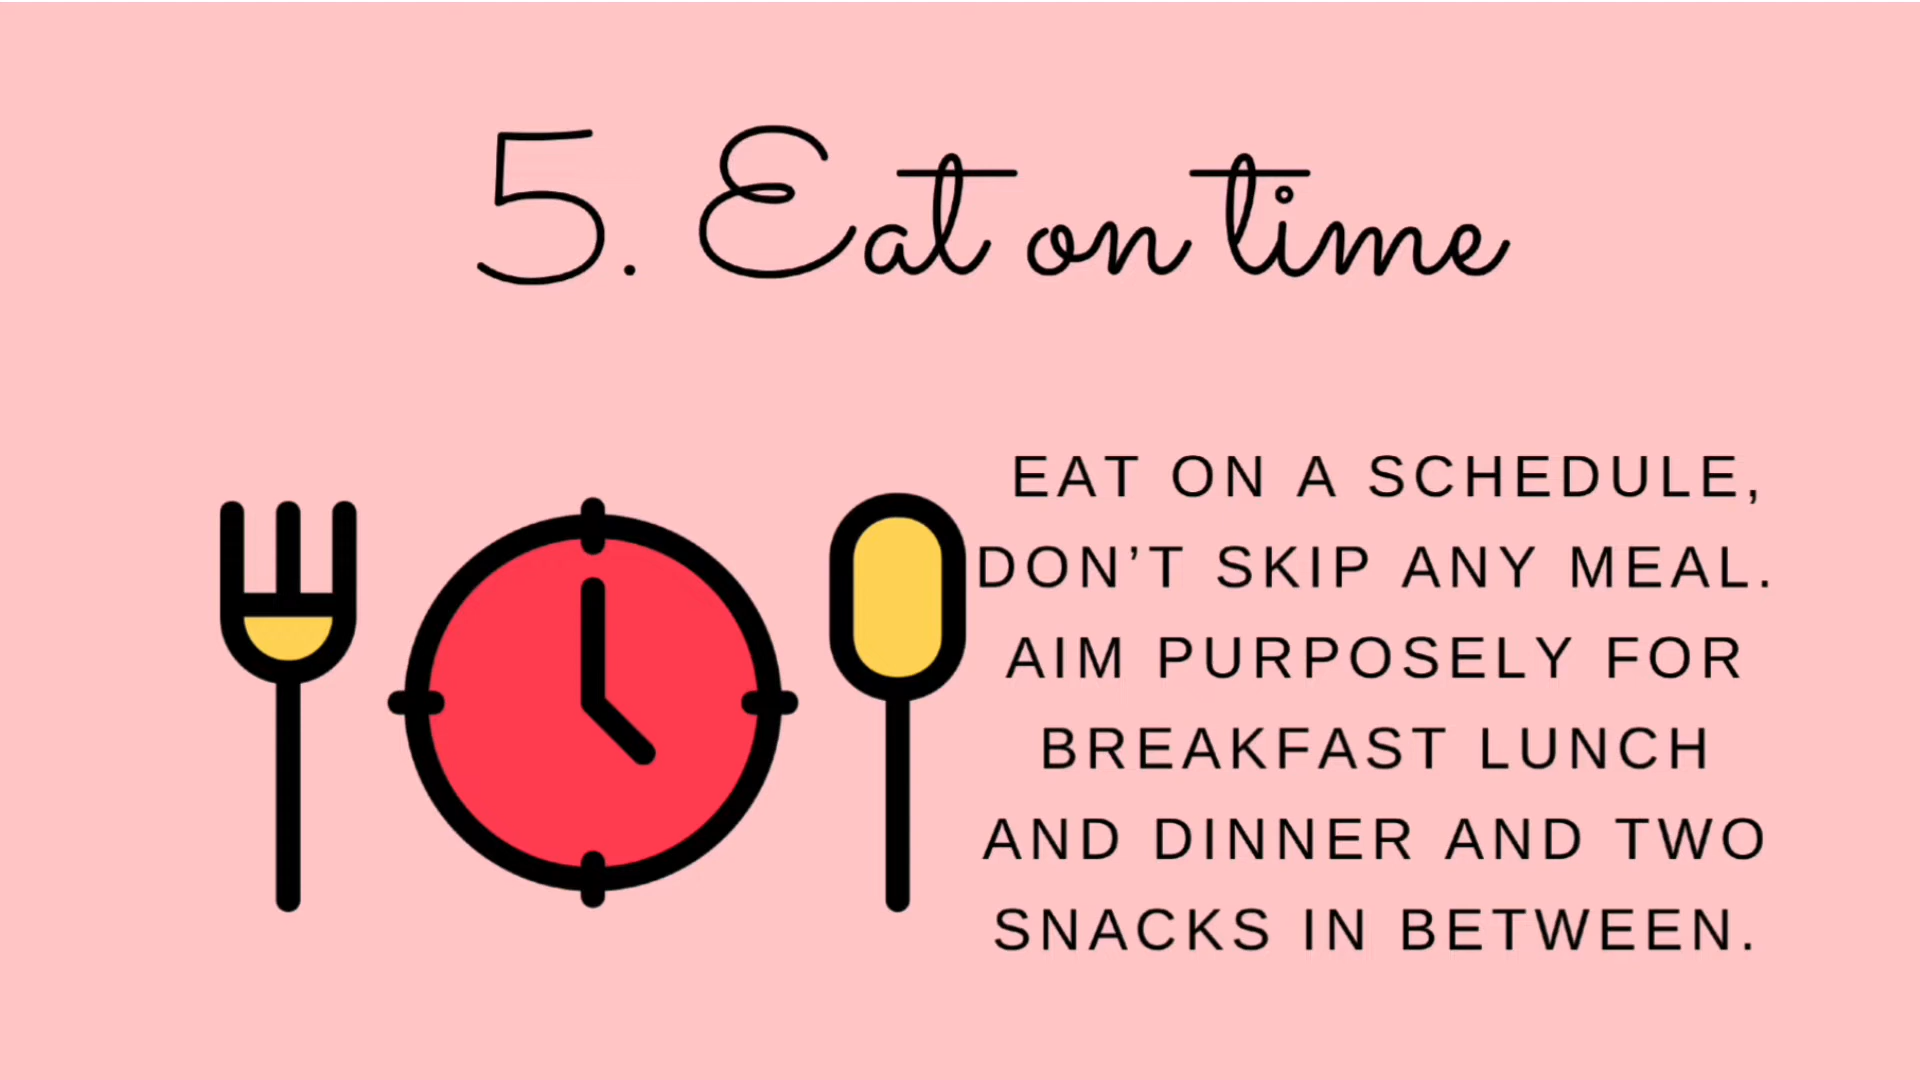 5. Eat on time
EAT ON A SCHEDULE,
DON’T SKIP ANY MEAL.
AIM PURPOSELY FOR
BREAKFAST LUNCH
AND DINNER AND TWO
SNACKS IN BETWEEN.